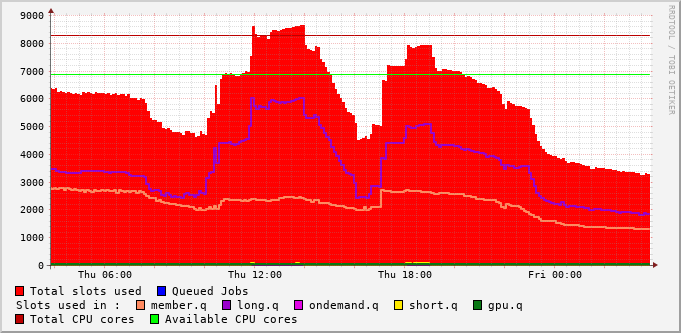 9000
8000
7000
6000
5000
4000
3000
2000
1000
0
Thu 06:00 Thu 12:00 Thu 18:00 Fri 00:00
RRDTOOL / TOBI OETIKER
Total slots used Queued Jobs
Slots used in : member.q long.q ondemand.q short.q gpu.q
Total CPU cores Available CPU cores